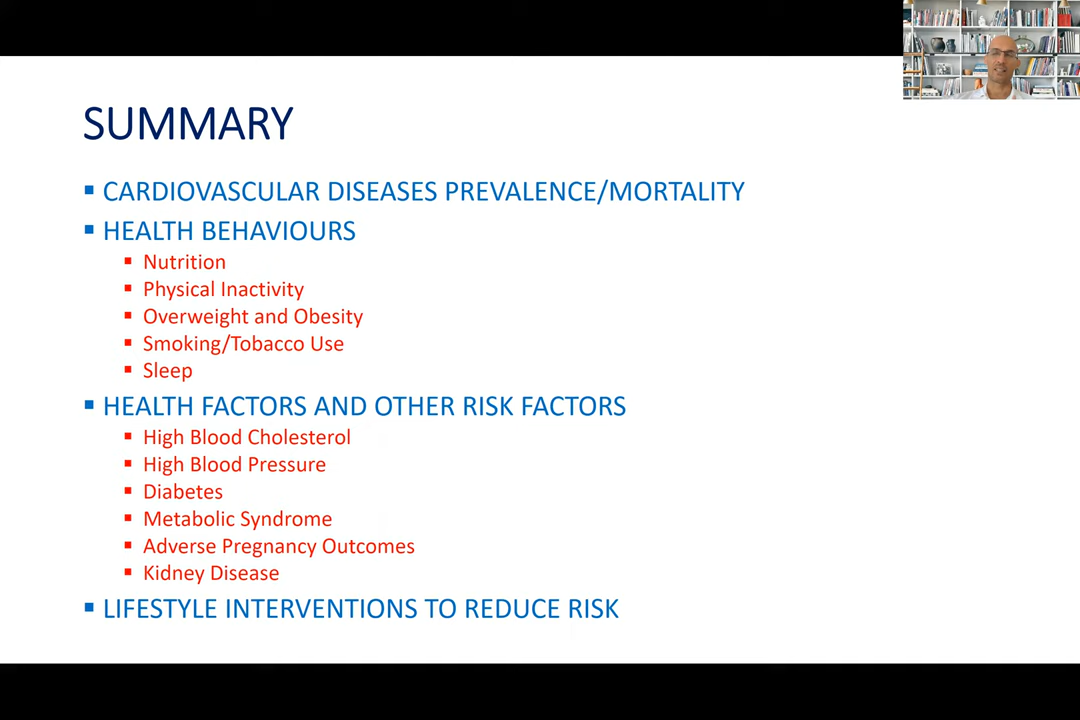 SUMMARY
▪ CARDIOVASCULAR DISEASES PREVALENCE/MORTALITY
▪ HEALTH BEHAVIOURS
▪ Nutrition
▪ Physical Inactivity
▪ Overweight and Obesity
▪ Smoking/Tobacco Use
▪ Sleep
▪ HEALTH FACTORS AND OTHER RISK FACTORS
▪ High Blood Cholesterol
▪ High Blood Pressure
▪ Diabetes
▪ Metabolic Syndrome
▪ Adverse Pregnancy Outcomes
▪ Kidney Disease
▪ LIFESTYLE INTERVENTIONS TO REDUCE RISK